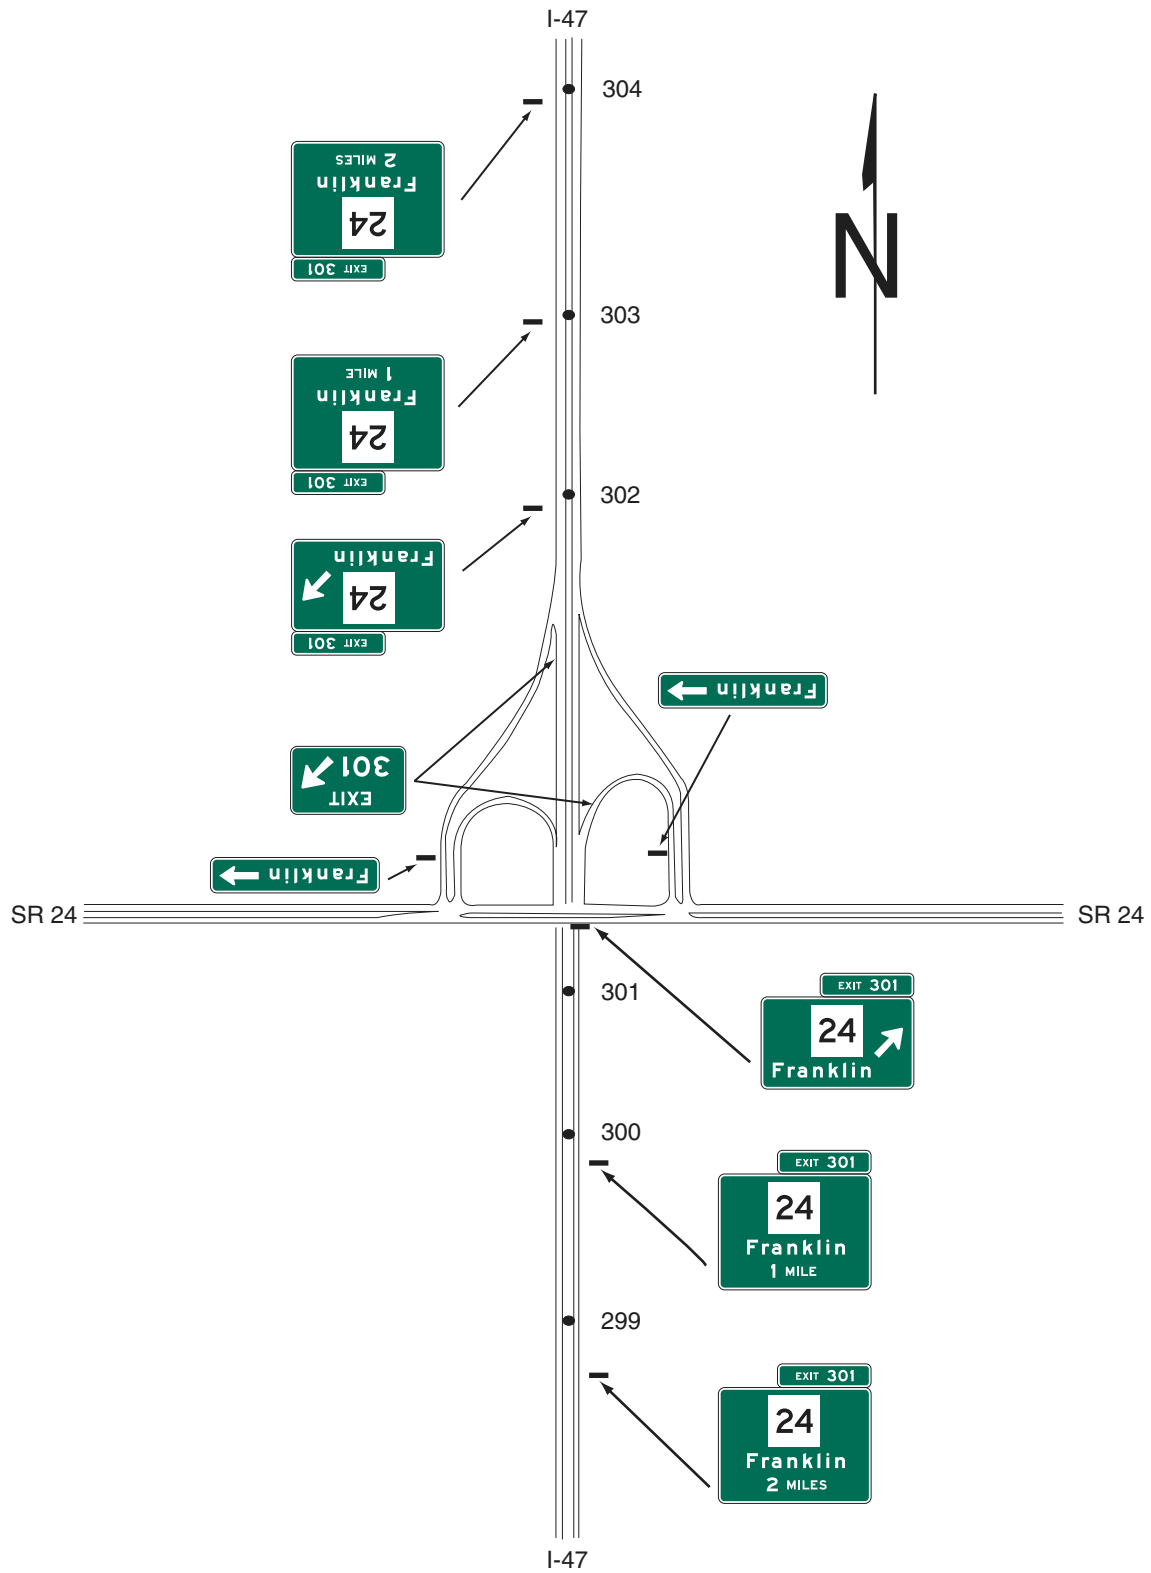 I-47
304
EXIT 301
24
Franklin
2 MILES
N
303
EXIT 301
24
Franklin
1 MILE
302
EXIT 301
24
Franklin
Franklin
EXIT
301
Franklin
SR 24
SR 24
301
EXIT 301
24
Franklin
300
EXIT 301
24
Franklin
1 MILE
299
EXIT 301
24
Franklin
2 MILES
I-47